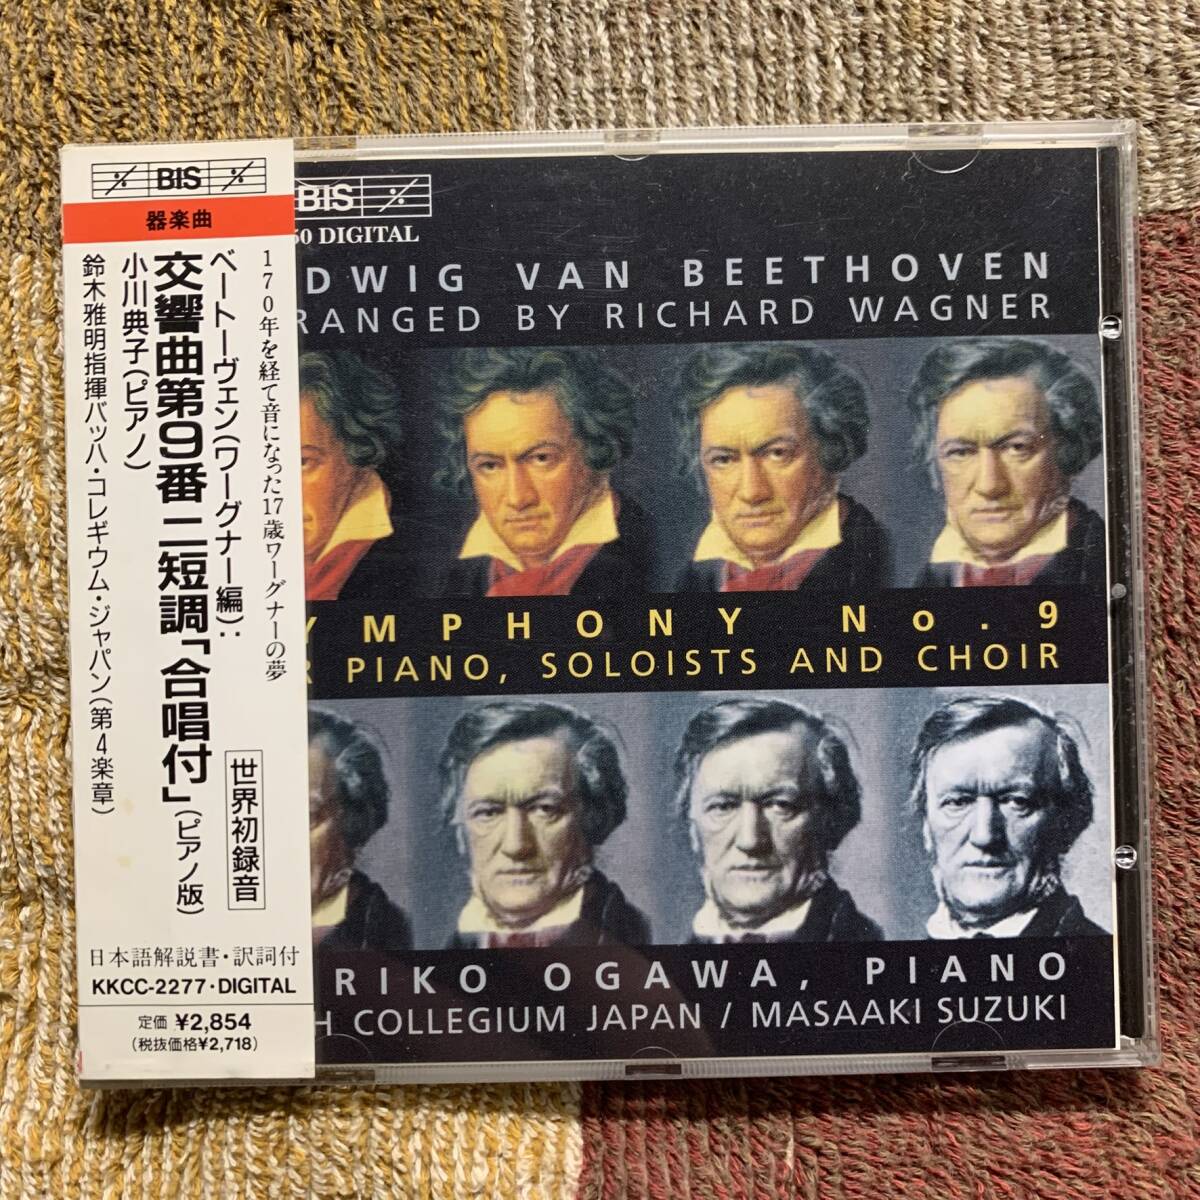 BIS
器楽曲
170年を経て音になった17歳ワーグナーの夢
ベートーヴェン(ワーグナー編):
交響曲第9番 ニ短調「合唱付」(ピアノ版)
小川典子(ピアノ)
鈴木雅明指揮バッハ・コレギウム・ジャパン(第4楽章)
世界初録音
日本語解説書・訳詞付
KKCC-2277・DIGITAL
定価 ¥2,854
(税抜価格¥2,718)
BIS
50 DIGITAL
DWIG VAN BEETHOVEN
RANGED BY RICHARD WAGNER
YMPHONY No.9
R PIANO, SOLOISTS AND CHOIR
RIKO OGAWA, PIANO
H COLLEGIUM JAPAN / MASAAKI SUZUKI